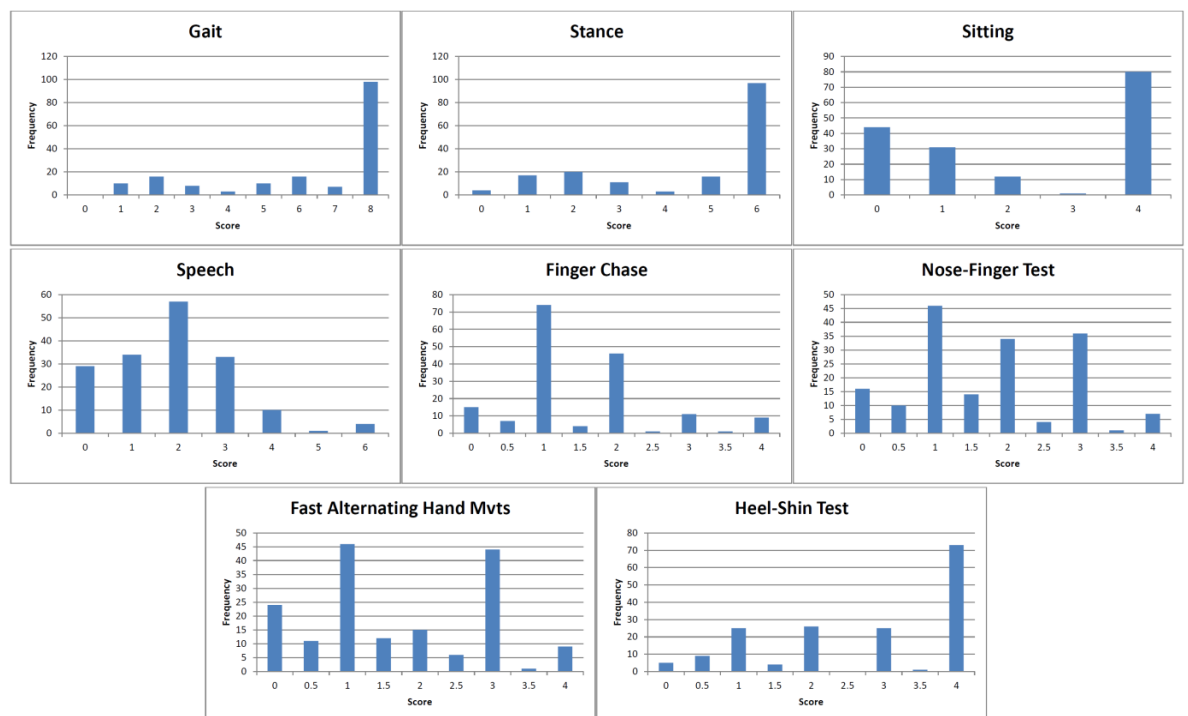 Gait
120
100
80
60
40
20
0
Frequency
0 1 2 3 4 5 6 7 8
Score
Stance
120
100
80
60
40
20
0
Frequency
0 1 2 3 4 5 6
Score
Sitting
90
80
70
60
50
40
30
20
10
0
Frequency
0 1 2 3 4
Score
Speech
60
50
40
30
20
10
0
Frequency
0 1 2 3 4 5 6
Score
Finger Chase
80
70
60
50
40
30
20
10
0
Frequency
0 0.5 1 1.5 2 2.5 3 3.5 4
Score
Nose-Finger Test
50
45
40
35
30
25
20
15
10
5
0
Frequency
0 0.5 1 1.5 2 2.5 3 3.5 4
Score
Fast Alternating Hand Mvts
50
45
40
35
30
25
20
15
10
5
0
Frequency
0 0.5 1 1.5 2 2.5 3 3.5 4
Score
Heel-Shin Test
80
70
60
50
40
30
20
10
0
Frequency
0 0.5 1 1.5 2 2.5 3 3.5 4
Score